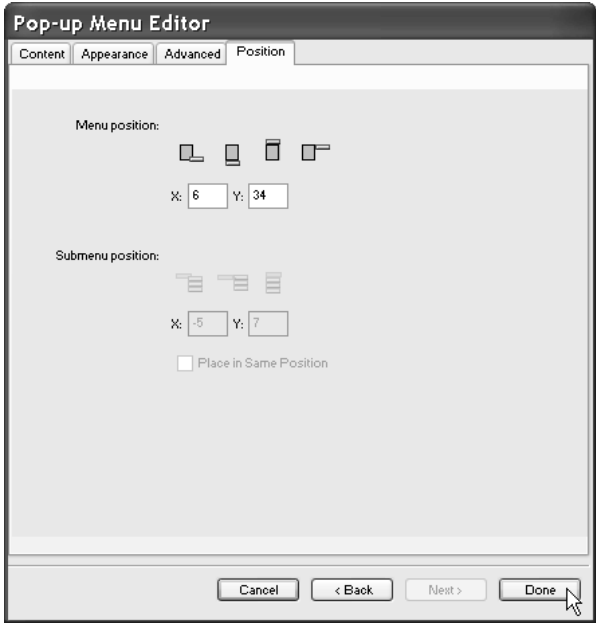 Pop-up Menu Editor
Content Appearance Advanced Position
Menu position:
X: 6 Y: 34
Submenu position:
X: -5 Y: 7
Place in Same Position
Cancel < Back Next > Done